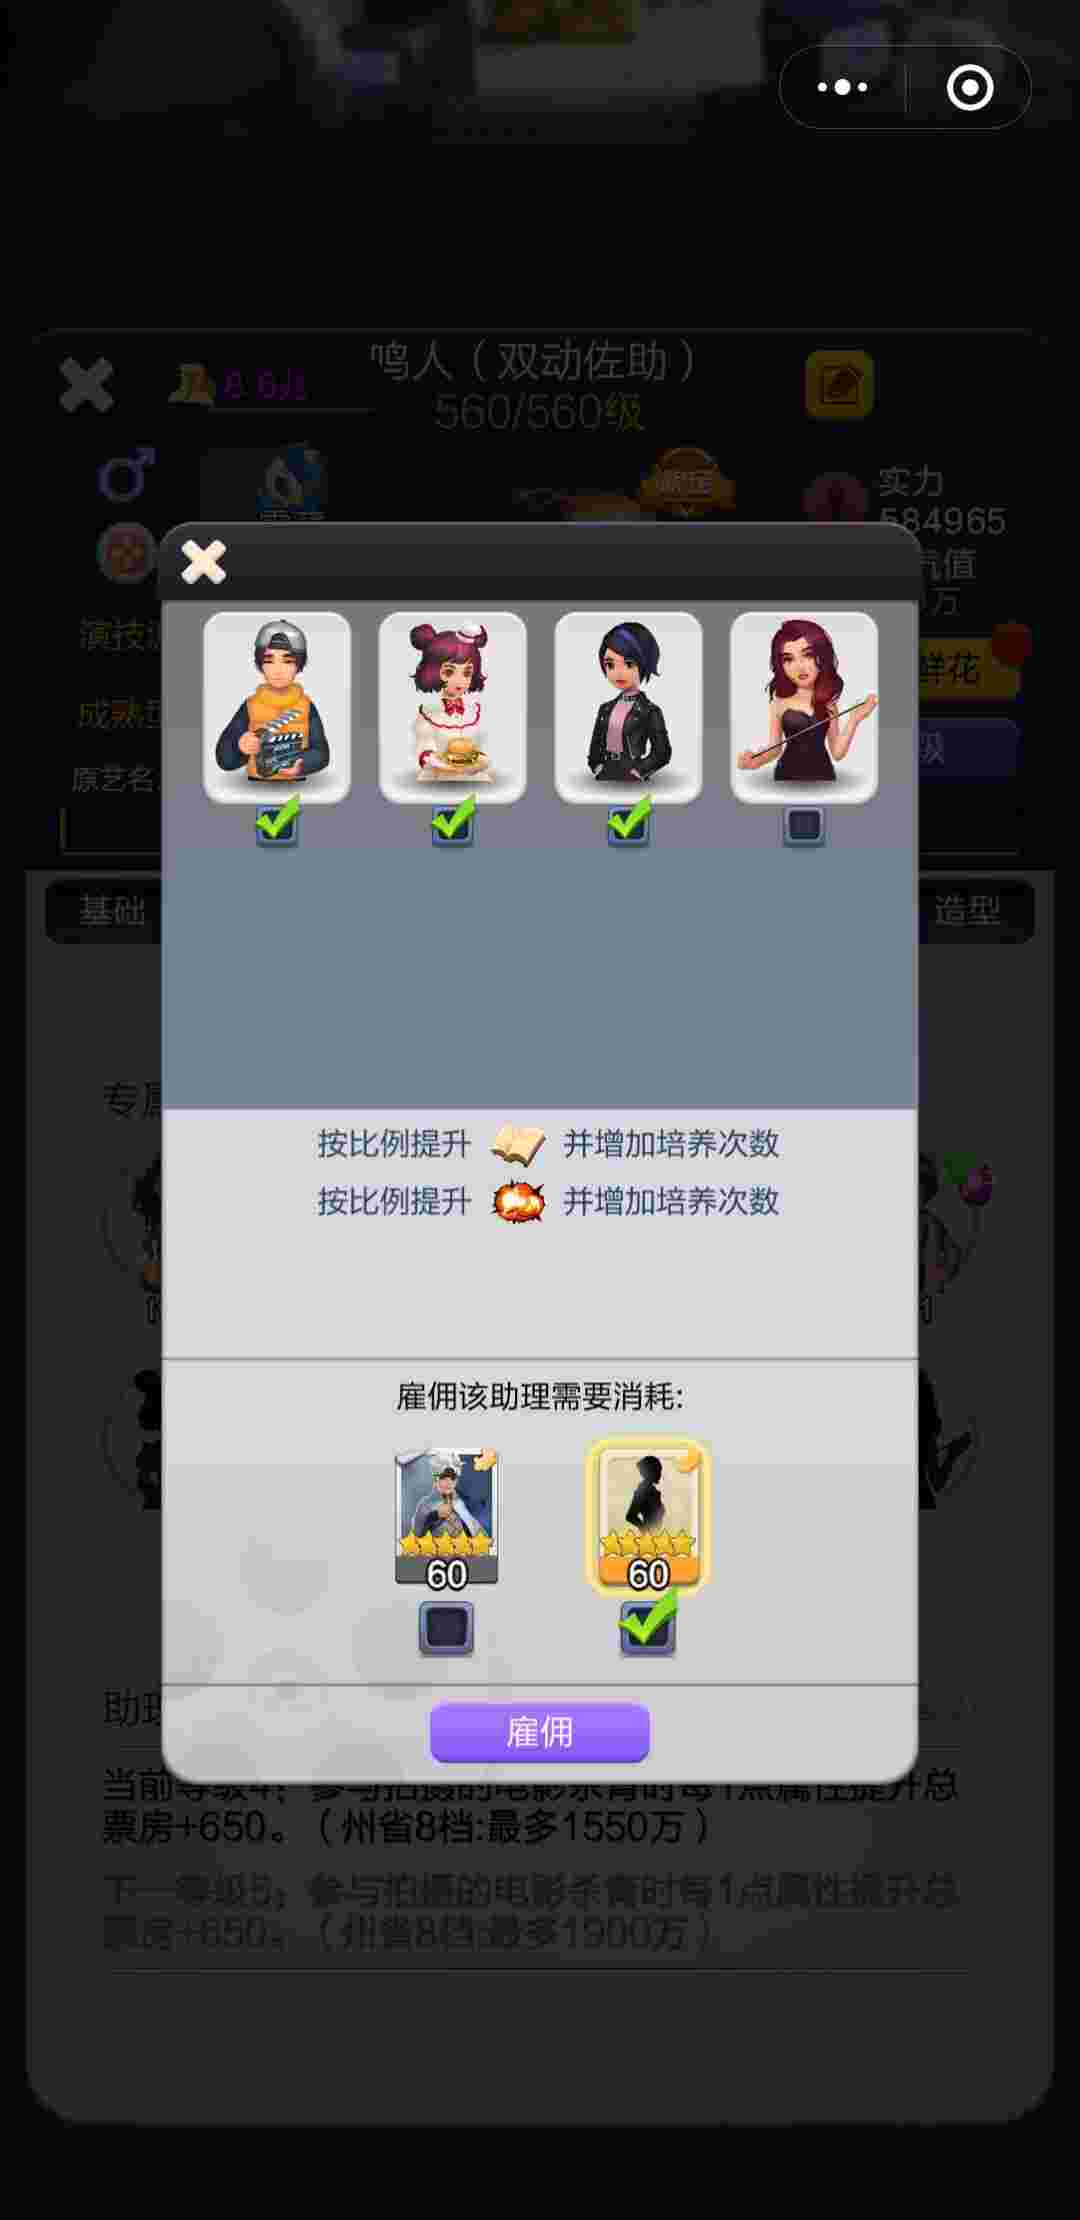 鸣人（双动佐助）
560/560级
实力
584965
气值
万
演技派
鲜花
成熟型
级
原艺名:
基础
造型
专属
按比例提升 并增加培养次数
按比例提升 并增加培养次数
雇佣该助理需要消耗:
60
60
助理
雇佣
当前等级4；参与拍摄的电影杀青时每1点属性提升总
票房+650。（州省8档:最多1550万）
下一等级5；参与拍摄的电影杀青时每1点属性提升总
票房+850。（州省8档:最多1900万）